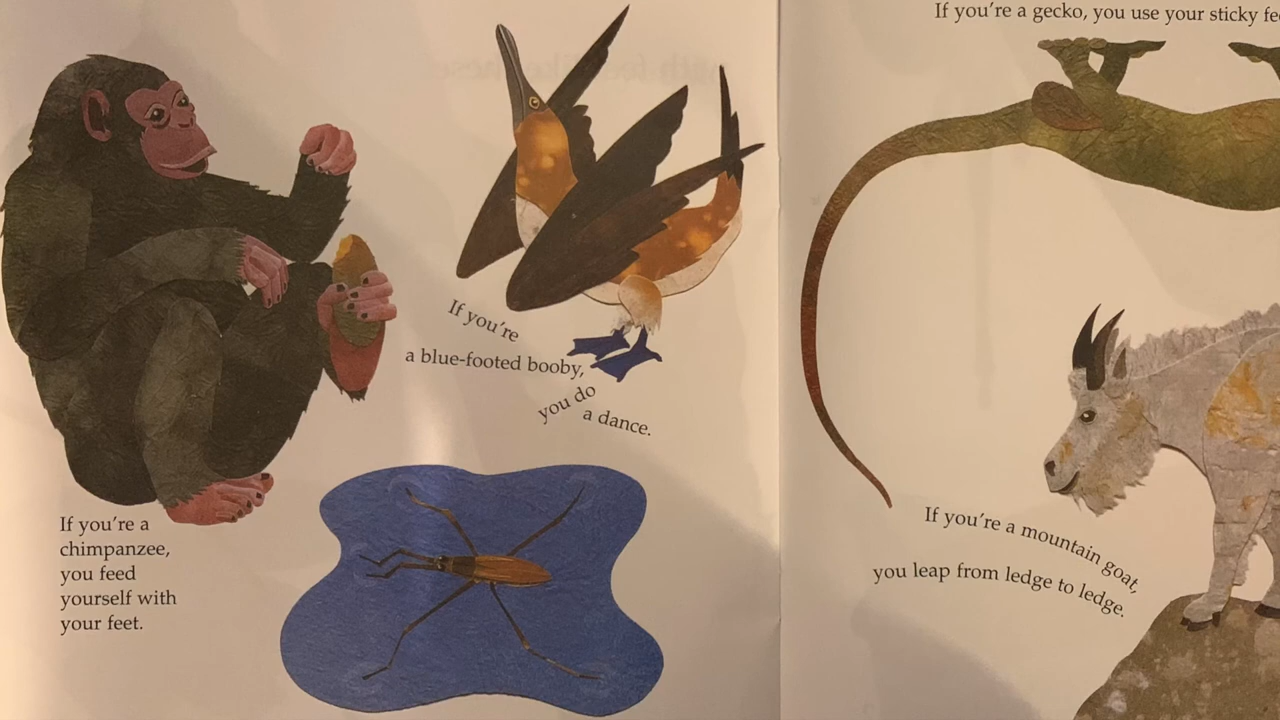 If you're a
chimpanzee,
you feed
yourself with
your feet.
If you're
a blue-footed booby,
you do
a dance.
If you're a gecko, you use your sticky fe
If you're a mountain goat,
you leap from ledge to ledge.